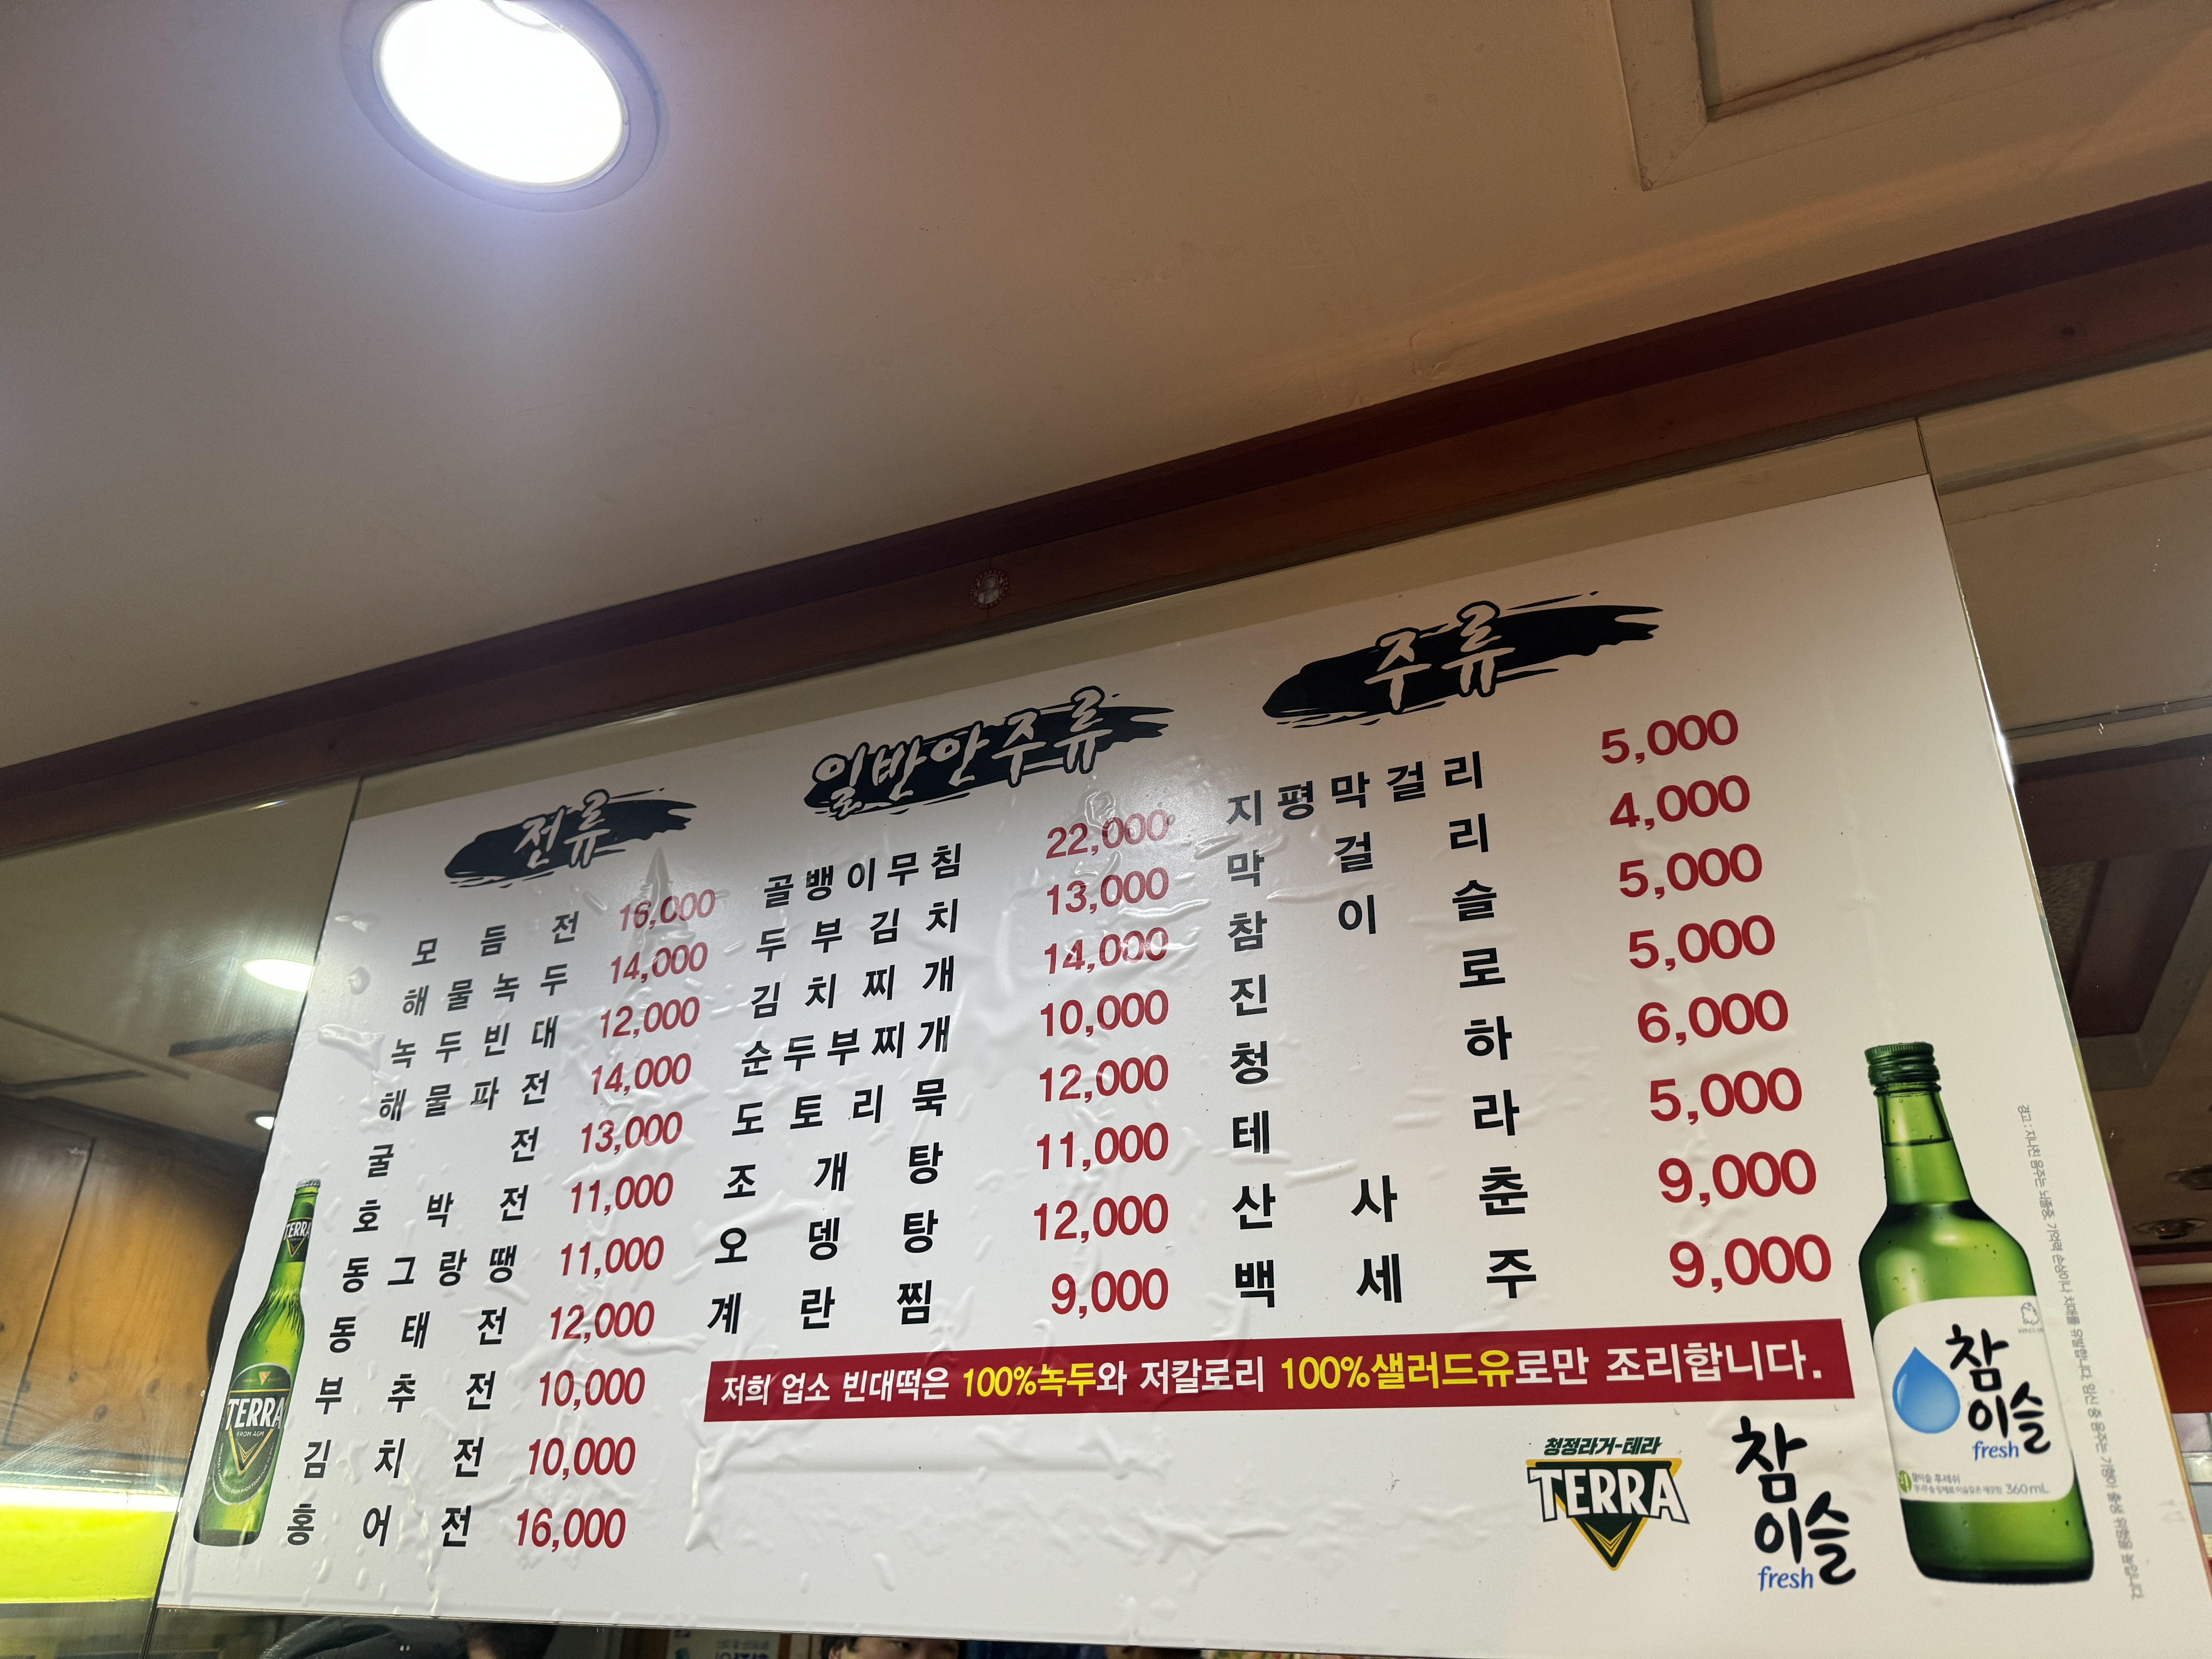 전류
모듬전 16,000
해물녹두 14,000
녹두빈대 12,000
해물파전 14,000
굴전 13,000
호박전 11,000
동그랑땡 11,000
동태전 12,000
부추전 10,000
김치전 10,000
홍어전 16,000
일반안주류
골뱅이무침 22,000
두부김치 13,000
김치찌개 14,000
순두부찌개 10,000
도토리묵 12,000
조개탕 11,000
오뎅탕 12,000
계란찜 9,000
주류
지평막걸리 5,000
막걸리 4,000
참이슬 5,000
진로 5,000
청하 6,000
테라 5,000
산사춘 9,000
백세주 9,000
저희 업소 빈대떡은 100%녹두와 저칼로리 100%샐러드유로만 조리합니다.
청정라거-테라
TERRA
참이슬
fresh
TERRA
TERRA
FROM AGM
참이슬
fresh
참이슬 후레쉬
360mL